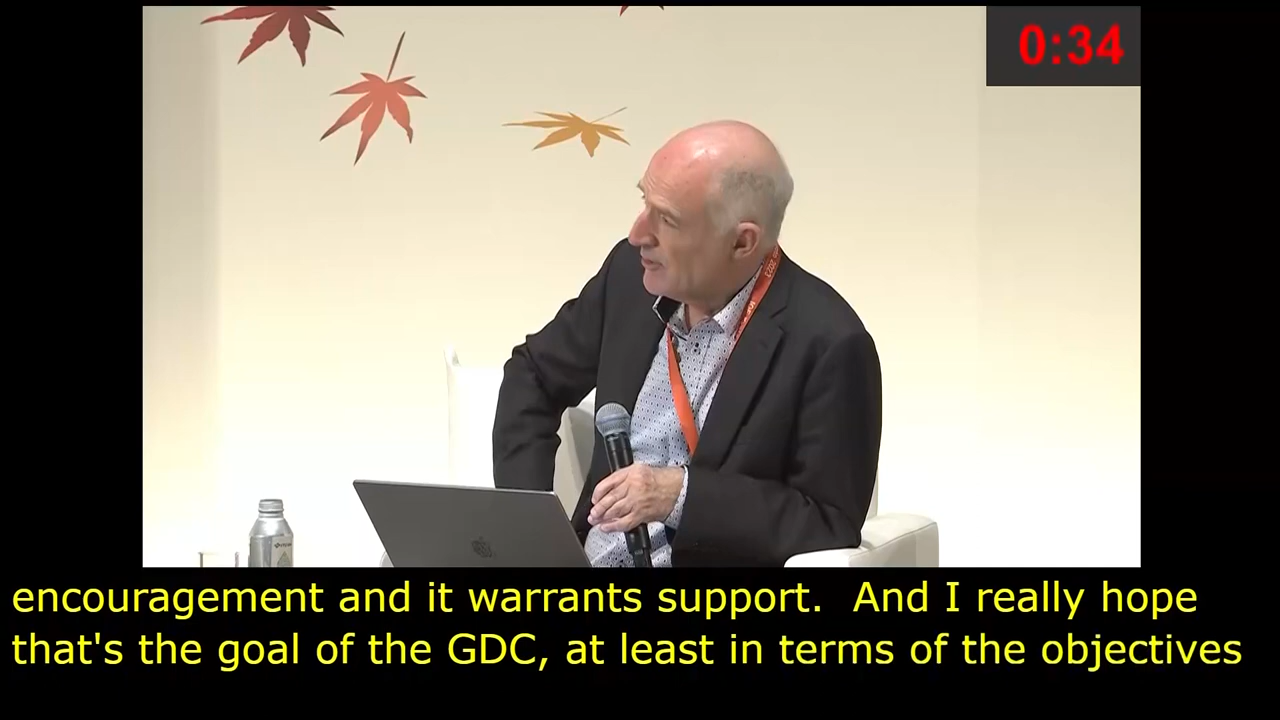 0:34
encouragement and it warrants support.  And I really hope
that's the goal of the GDC, at least in terms of the objectives